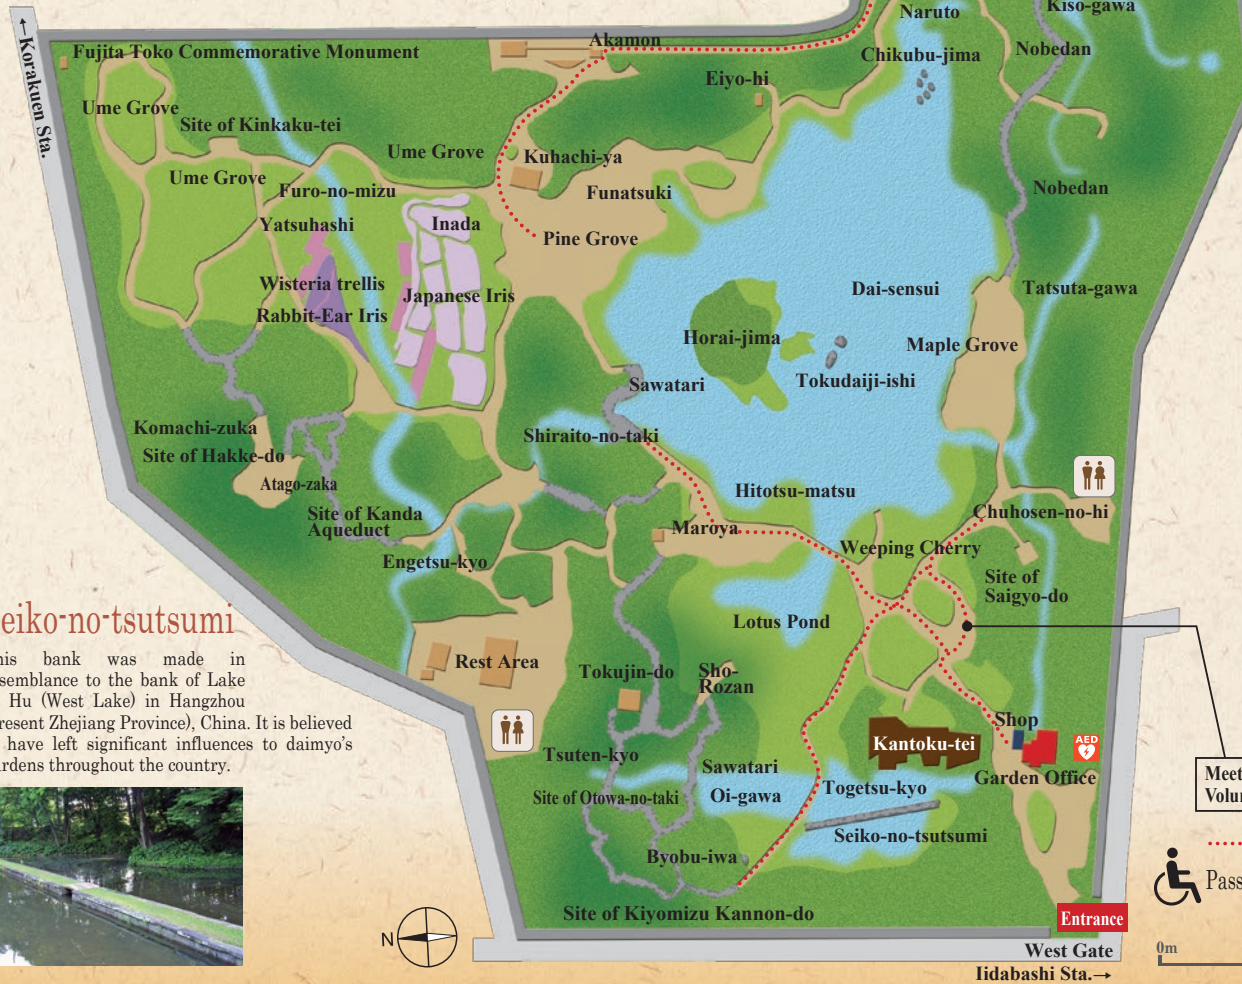 Naruto
Kiso-gawa
←Korakuen Sta.
Fujita Toko Commemorative Monument
Akamon
Chikubu-jima
Nobedan
Eiyo-hi
Ume Grove
Site of Kinkaku-tei
Ume Grove
Kuhachi-ya
Ume Grove
Furo-no-mizu
Funatsuki
Nobedan
Yatsuhashi
Inada
Pine Grove
Wisteria trellis
Japanese Iris
Dai-sensui
Tatsuta-gawa
Rabbit-Ear Iris
Horai-jima
Maple Grove
Sawatari
Tokudaiji-ishi
Komachi-zuka
Shiraito-no-taki
Site of Hakke-do
Atago-zaka
Hitotsu-matsu
Site of Kanda
Aqueduct
Chuhosen-no-hi
Maroya
Weeping Cherry
Engetsu-kyo
Site of
Saigyo-do
Lotus Pond
Rest Area
Tokujin-do
Sho-
Rozan
Shop
AED
Kantoku-tei
Tsuten-kyo
Sawatari
Garden Office
Site of Otowa-no-taki
Oi-gawa
Togetsu-kyo
Seiko-no-tsutsumi
Byobu-iwa
Site of Kiyomizu Kannon-do
Entrance
West Gate
Iidabashi Sta.→
N
eiko-no-tsutsumi
his bank was made in
semblance to the bank of Lake
Hu (West Lake) in Hangzhou
resent Zhejiang Province), China. It is believed
have left significant influences to daimyo's
rdens throughout the country.
Meet
Volu
Pass
0m